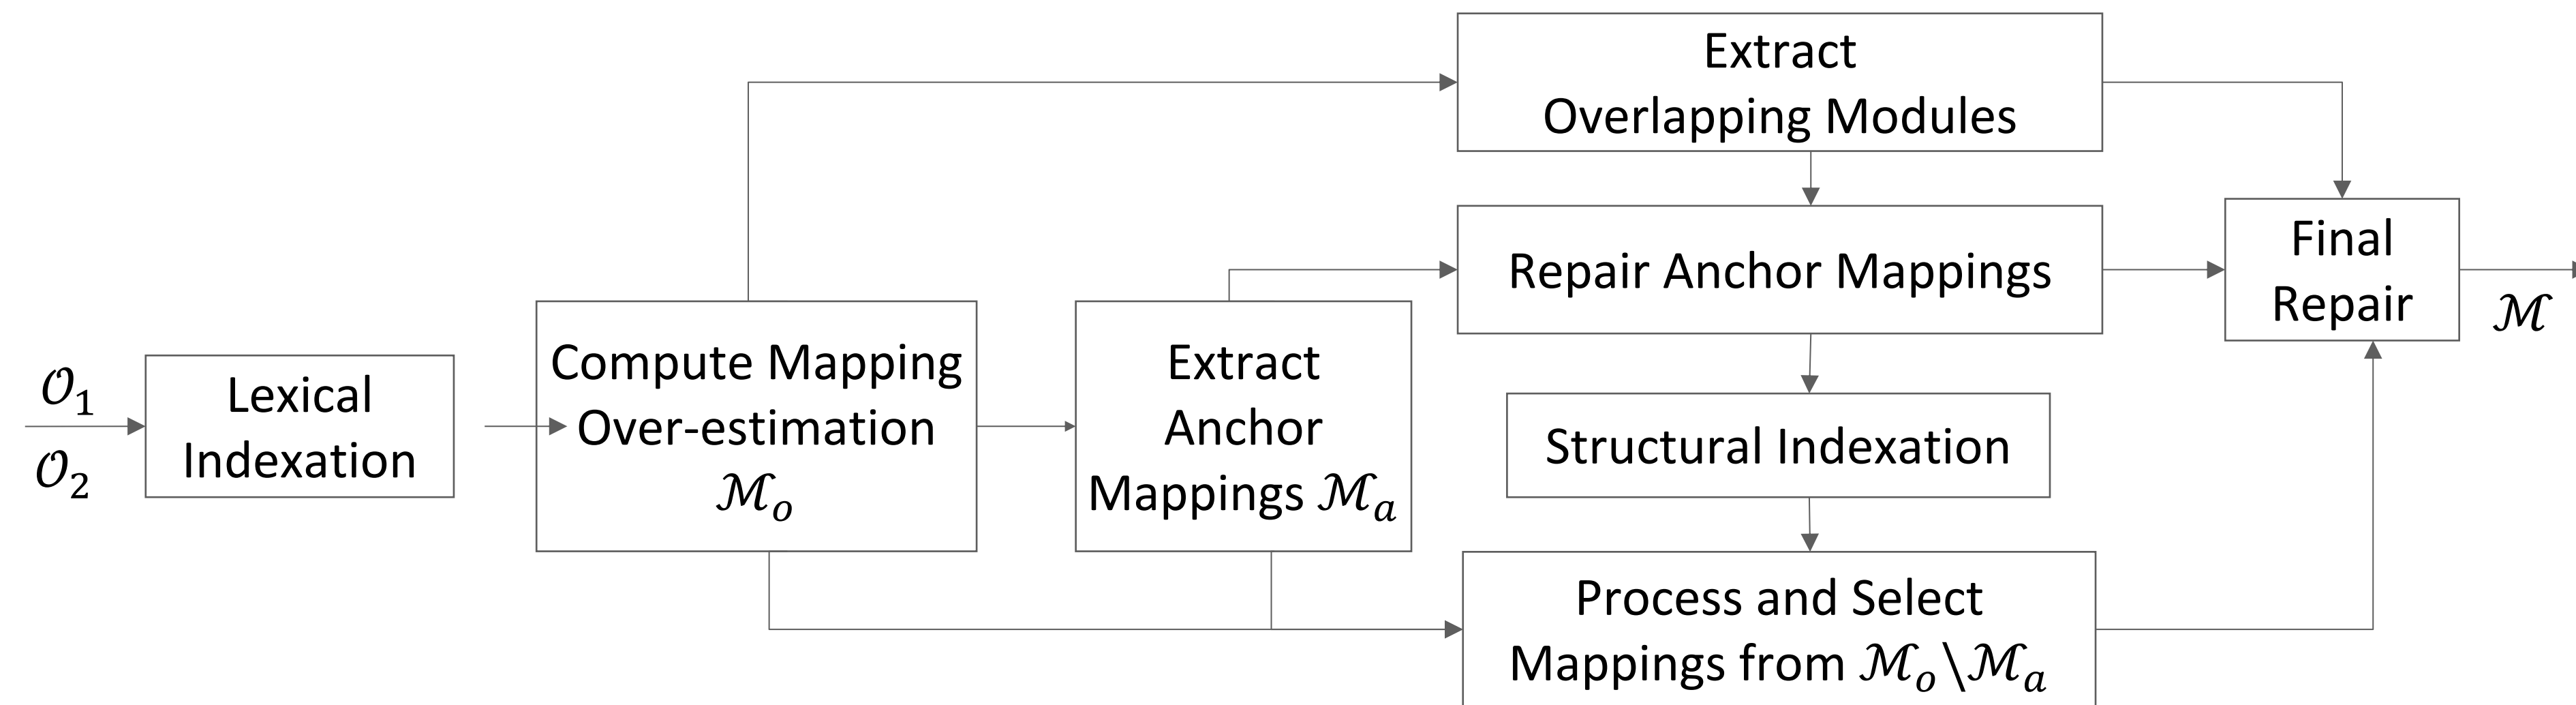 𝒪₁
𝒪₂
Lexical
Indexation
Compute Mapping
Over-estimation
ℳₒ
Extract
Anchor
Mappings ℳₐ
Extract
Overlapping Modules
Repair Anchor Mappings
Structural Indexation
Process and Select
Mappings from ℳₒ\ℳₐ
Final
Repair
ℳ